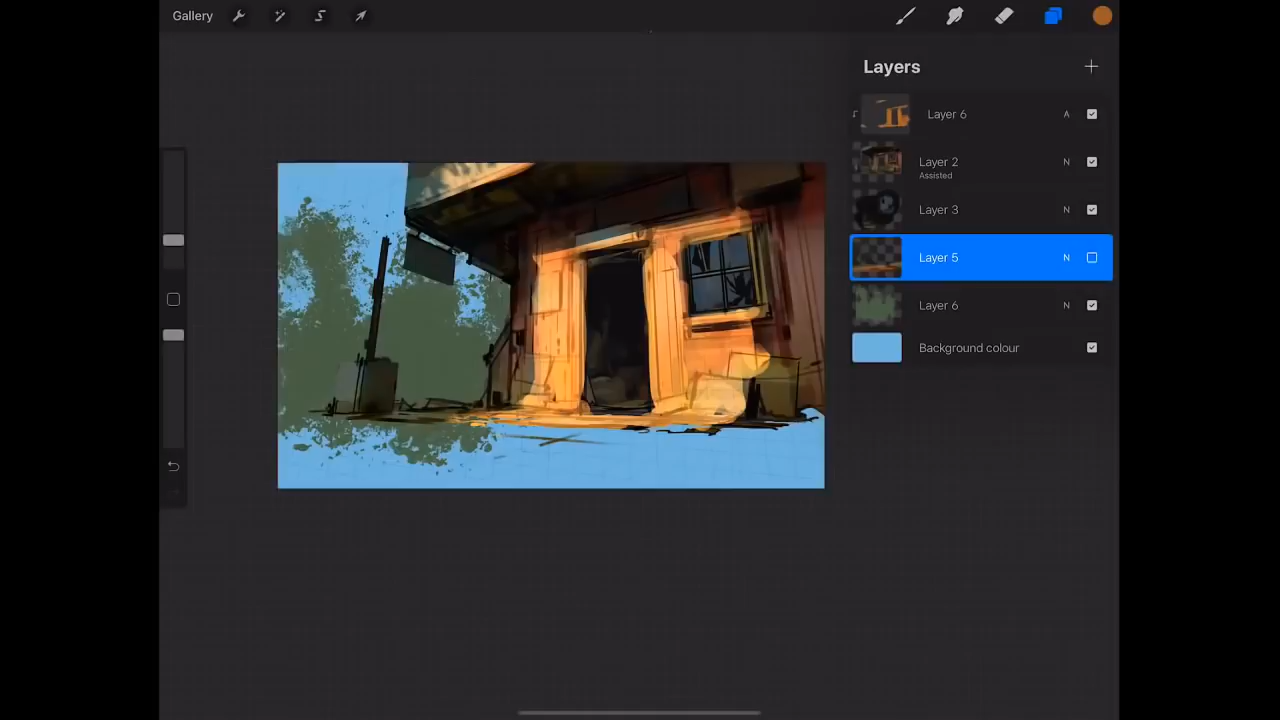 Gallery
Layers
Layer 6 A
Layer 2 N
Assisted
Layer 3 N
Layer 5 N
Layer 6 N
Background colour